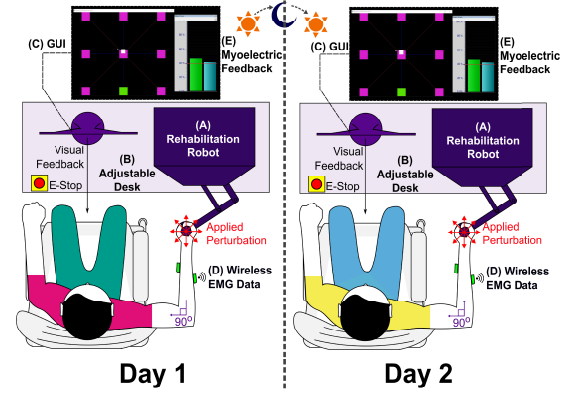 (C) GUI
(E)
Myoelectric
Feedback
(A)
Rehabilitation
Robot
Visual
Feedback
(B)
Adjustable
Desk
E-Stop
Applied
Perturbation
(D) Wireless
EMG Data
90°
Day 1
(C) GUI
(E)
Myoelectric
Feedback
(A)
Rehabilitation
Robot
Visual
Feedback
(B)
Adjustable
Desk
E-Stop
Applied
Perturbation
(D) Wireless
EMG Data
90°
Day 2